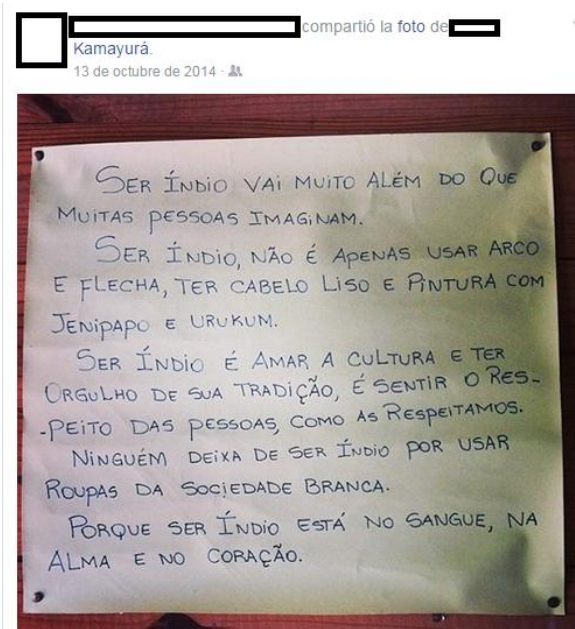 compartió la foto de
Kamayurá.
13 de octubre de 2014 ·
SER ÍNDIO VAI MUITO ALÉM DO QUE
MUITAS PESSOAS IMAGINAM.
SER ÍNDIO, NÃO É APENAS USAR ARCO
E FLECHA, TER CABELO LISO E PINTURA COM
JENIPAPO E URUKUM.
SER ÍNDIO É AMAR A CULTURA E TER
ORGULHO DE SUA TRADIÇÃO, É SENTIR O RES-
-PEITO DAS PESSOAS, COMO AS RESPEITAMOS.
NINGUÉM DEIXA DE SER ÍNDIO POR USAR
ROUPAS DA SOCIEDADE BRANCA.
PORQUE SER ÍNDIO ESTÁ NO SANGUE, NA
ALMA E NO CORAÇÃO.